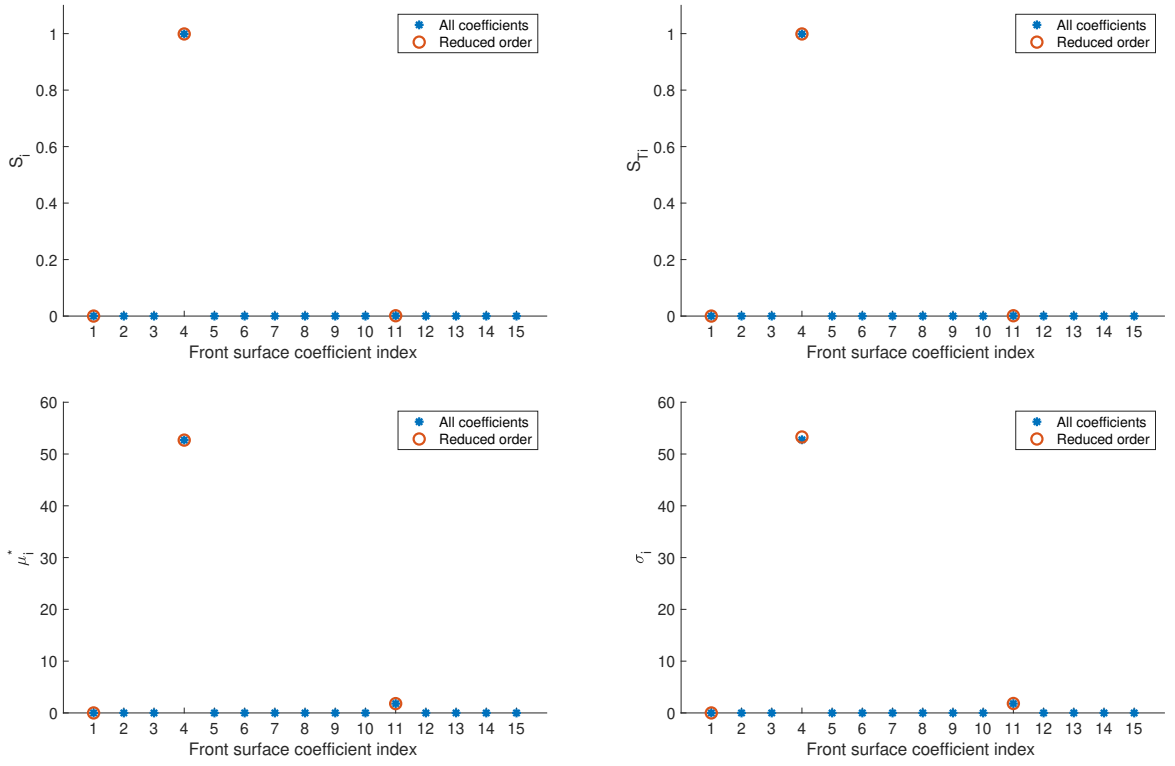 All coefficients
Reduced order
1
0.8
0.6
0.4
0.2
0
S_i
1 2 3 4 5 6 7 8 9 10 11 12 13 14 15
Front surface coefficient index
All coefficients
Reduced order
1
0.8
0.6
0.4
0.2
0
S_{Ti}
1 2 3 4 5 6 7 8 9 10 11 12 13 14 15
Front surface coefficient index
All coefficients
Reduced order
60
50
40
30
20
10
0
μ_i^*
1 2 3 4 5 6 7 8 9 10 11 12 13 14 15
Front surface coefficient index
All coefficients
Reduced order
60
50
40
30
20
10
0
σ_i
1 2 3 4 5 6 7 8 9 10 11 12 13 14 15
Front surface coefficient index